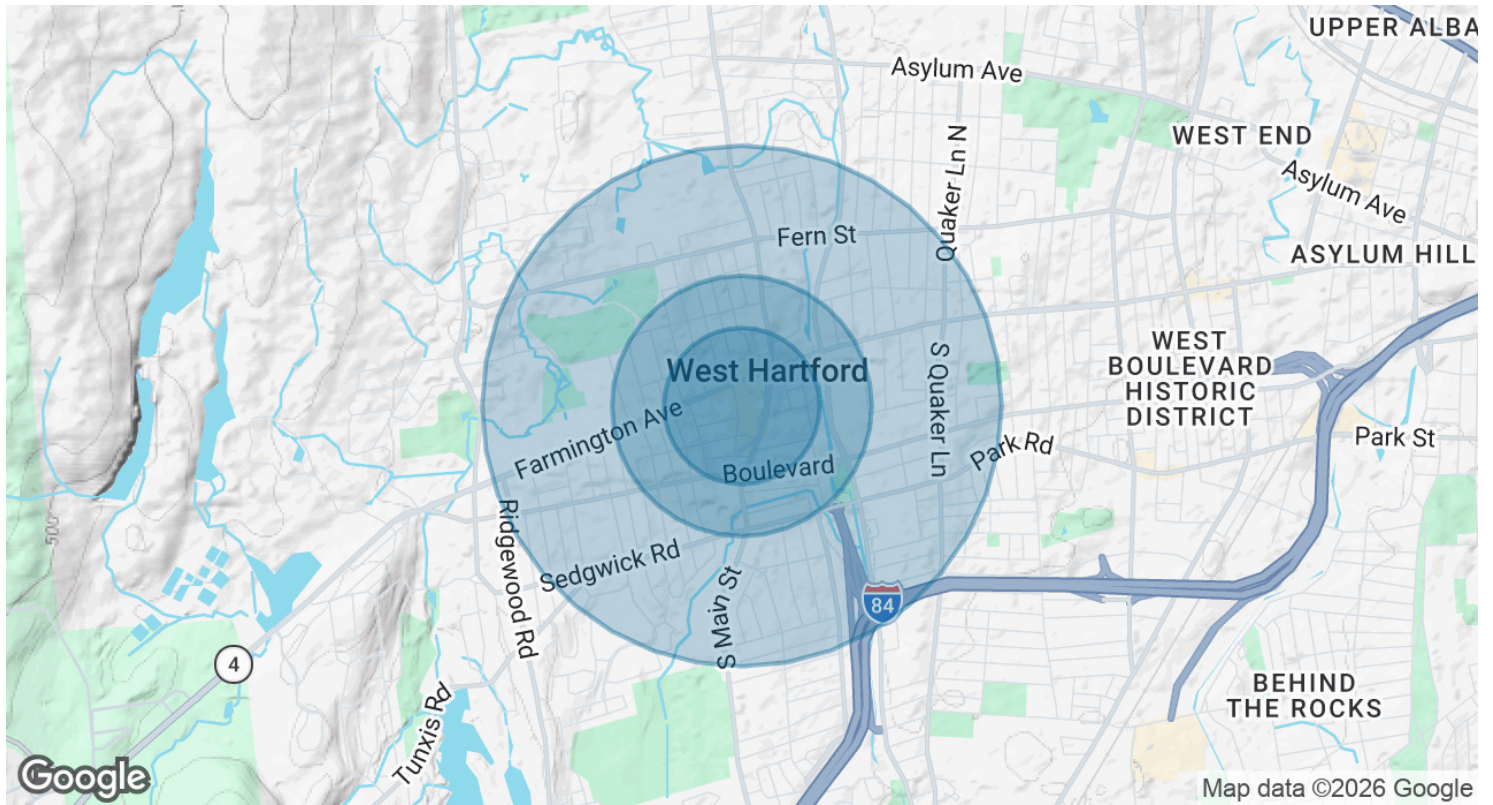 UPPER ALBA
Asylum Ave
WEST END
Asylum Ave
Quaker Ln N
Fern St
ASYLUM HILL
WEST
BOULEVARD
HISTORIC
DISTRICT
West Hartford
S Quaker Ln
Farmington Ave
Park Rd
Park St
Boulevard
500
Ridgewood Rd
Sedgwick Rd
S Main St
84
4
Tunxis Rd
BEHIND
THE ROCKS
Google
Map data ©2026 Google